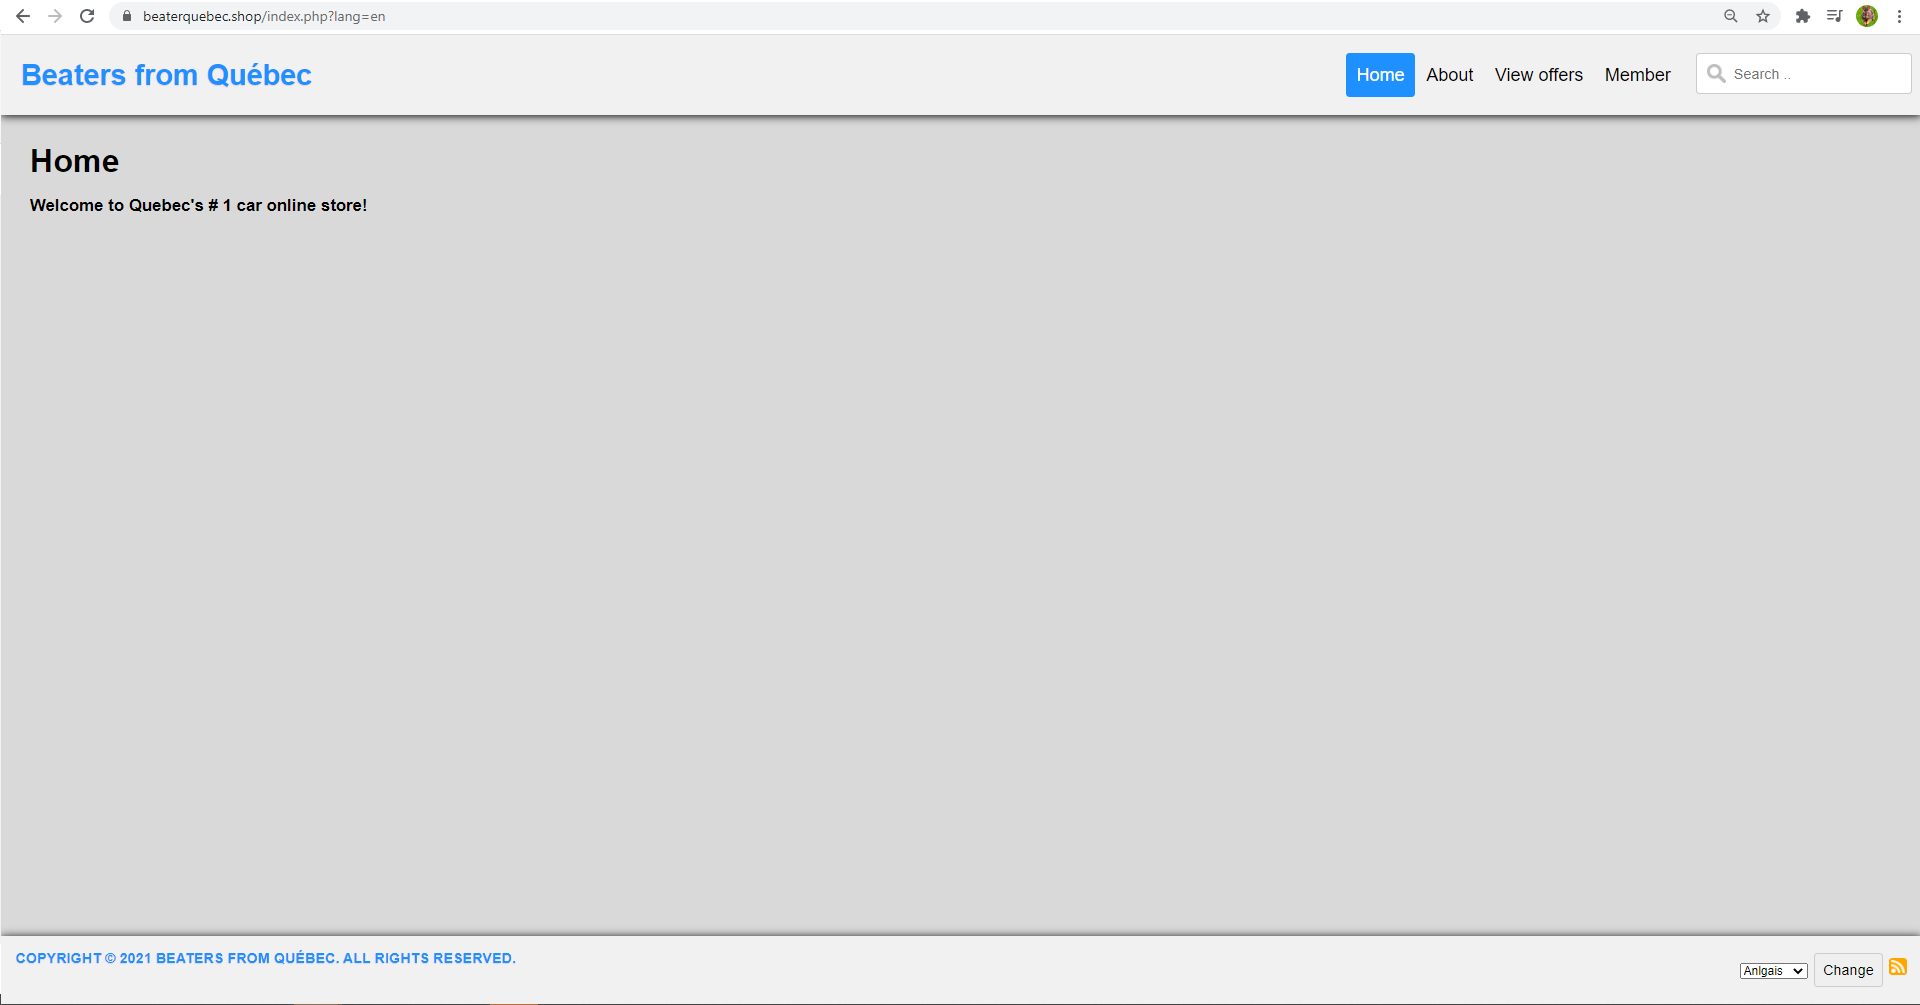 beaterquebec.shop/index.php?lang=en
Beaters from Québec
Home About View offers Member Search ..
Home
Welcome to Quebec's # 1 car online store!
COPYRIGHT © 2021 BEATERS FROM QUÉBEC. ALL RIGHTS RESERVED.
Anlgais Change